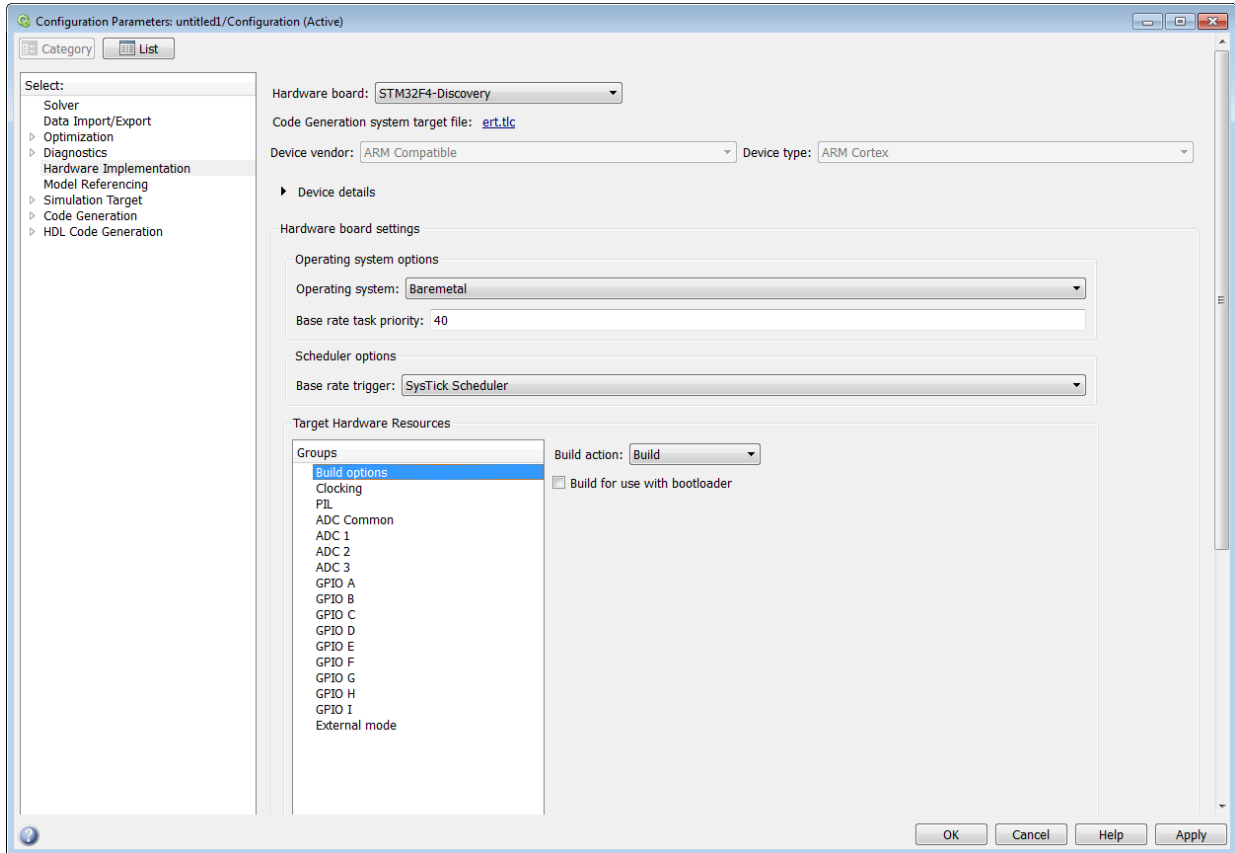 Configuration Parameters: untitled1/Configuration (Active)
Category List
Select:
Solver
Data Import/Export
Optimization
Diagnostics
Hardware Implementation
Model Referencing
Simulation Target
Code Generation
HDL Code Generation
Hardware board: STM32F4-Discovery
Code Generation system target file: ert.tlc
Device vendor: ARM Compatible Device type: ARM Cortex
Device details
Hardware board settings
Operating system options
Operating system: Baremetal
Base rate task priority: 40
Scheduler options
Base rate trigger: SysTick Scheduler
Target Hardware Resources
Groups
Build options
Clocking
PIL
ADC Common
ADC 1
ADC 2
ADC 3
GPIO A
GPIO B
GPIO C
GPIO D
GPIO E
GPIO F
GPIO G
GPIO H
GPIO I
External mode
Build action: Build
Build for use with bootloader
OK Cancel Help Apply